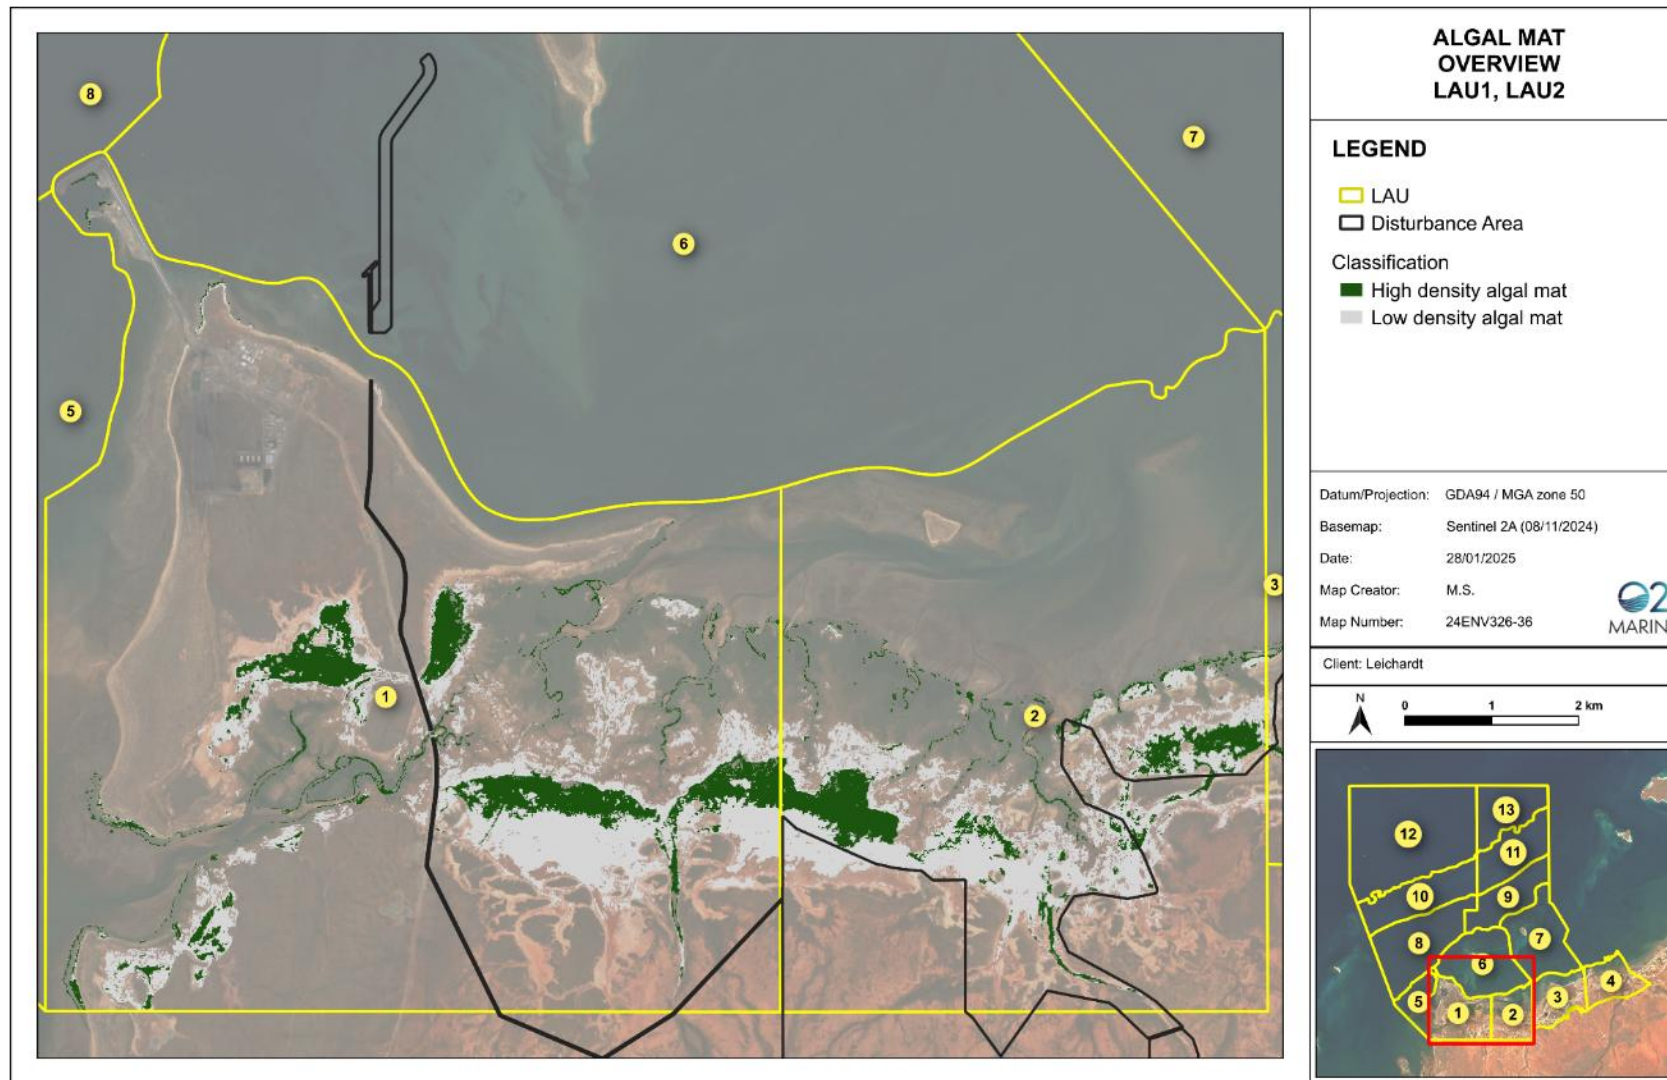 ALGAL MAT
OVERVIEW
LAU1, LAU2
LEGEND
LAU
Disturbance Area
Classification
High density algal mat
Low density algal mat
Datum/Projection: GDA94 / MGA zone 50
Basemap: Sentinel 2A (08/11/2024)
Date: 28/01/2025
Map Creator: M.S.
Map Number: 24ENV326-36
O2
MARIN
Client: Leichardt
N
0 1 2 km
8
7
6
5
3
1
2
13
12
11
10
9
8
7
6
5
4
3
1
2